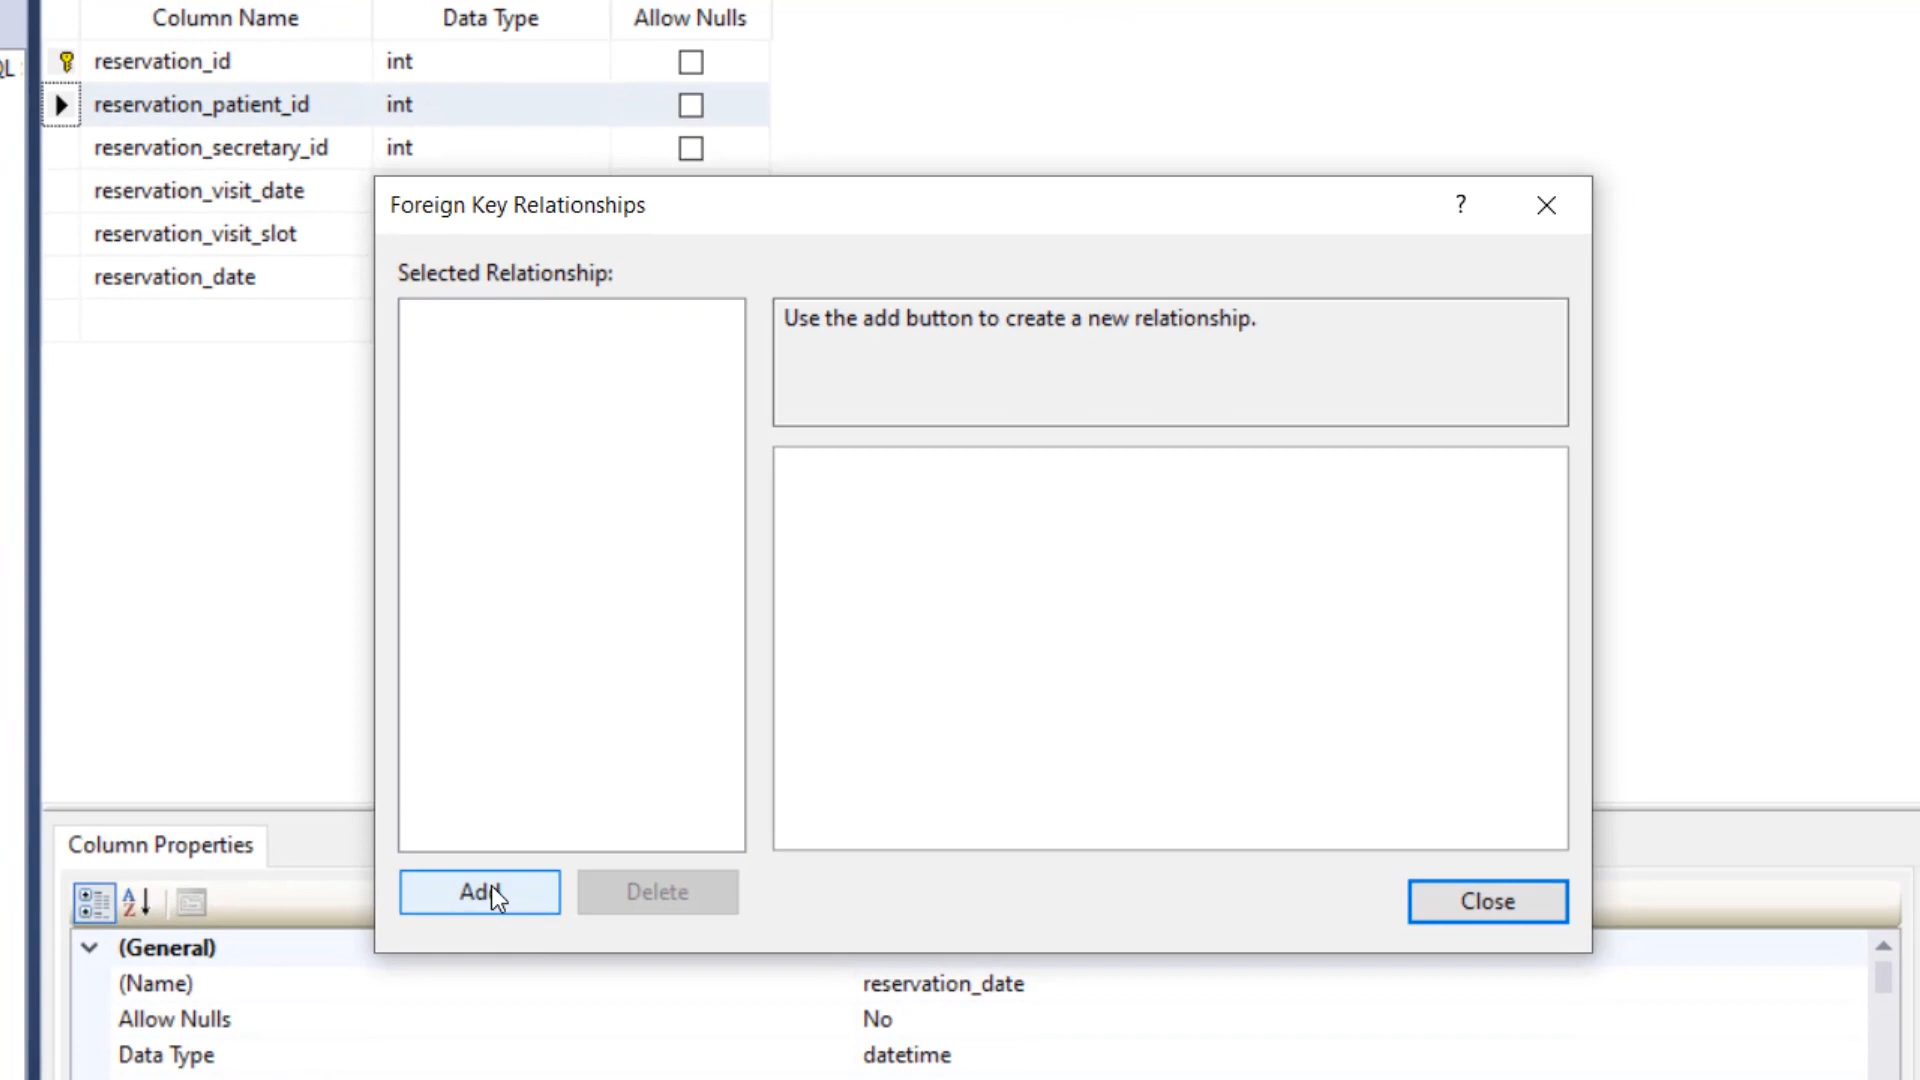 Column Name Data Type Allow Nulls
reservation_id int
QL
reservation_patient_id int
reservation_secretary_id int
reservation_visit_date
reservation_visit_slot
reservation_date
Foreign Key Relationships ?
Selected Relationship:
Use the add button to create a new relationship.
Add Delete
Close
Column Properties
(General)
(Name) reservation_date
Allow Nulls No
Data Type datetime